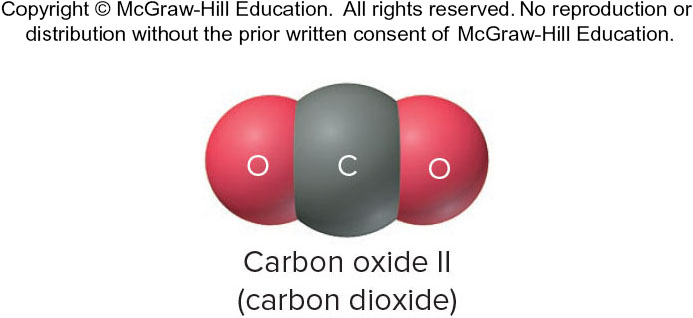 Copyright © McGraw-Hill Education. All rights reserved. No reproduction or
distribution without the prior written consent of McGraw-Hill Education.
O C O
Carbon oxide II
(carbon dioxide)